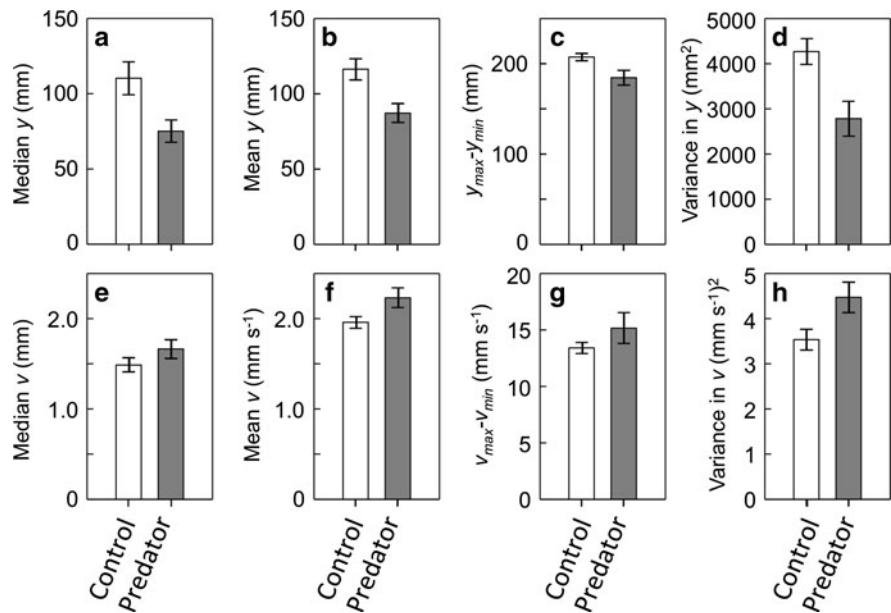 a
Median y (mm)
150
100
50
0
b
Mean y (mm)
150
100
50
0
c
ymax-ymin (mm)
200
100
0
d
Variance in y (mm²)
5000
4000
3000
2000
1000
0
e
Median v (mm)
2.0
1.0
0
f
Mean v (mm s-1)
2.0
1.0
0
g
vmax-vmin (mm s-1)
20
15
10
5
0
h
Variance in v (mm s-1)2
5
4
3
2
1
0
Control
Predator
Control
Predator
Control
Predator
Control
Predator